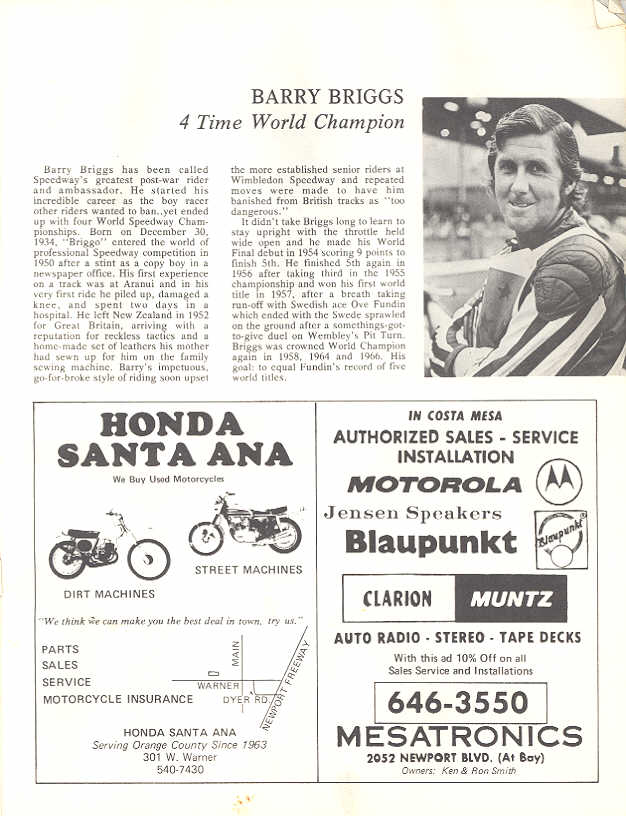 BARRY BRIGGS
4 Time World Champion
Barry Briggs has been called
Speedway's greatest post-war rider
and ambassador. He started his
incredible career as the boy racer
other riders wanted to ban..yet ended
up with four World Speedway Cham-
pionships. Born on December 30,
1934, "Briggo" entered the world of
professional Speedway competition in
1950 after a stint as a copy boy in a
newspaper office. His first experience
on a track was at Aranui and in his
very first ride he piled up, damaged a
knee, and spent two days in a
hospital. He left New Zealand in 1952
for Great Britain, arriving with a
reputation for reckless tactics and a
home-made set of leathers his mother
had sewn up for him on the family
sewing machine. Barry's impetuous,
go-for-broke style of riding soon upset
the more established senior riders at
Wimbledon Speedway and repeated
moves were made to have him
banished from British tracks as "too
dangerous."
It didn't take Briggs long to learn to
stay upright with the throttle held
wide open and he made his World
Final debut in 1954 scoring 9 points to
finish 5th. He finished 5th again in
1956 after taking third in the 1955
championship and won his first world
title in 1957, after a breath taking
run-off with Swedish ace Ove Fundin
which ended with the Swede sprawled
on the ground after a somethings-got-
to-give duel on Wembley's Pit Turn.
Briggs was crowned World Champion
again in 1958, 1964 and 1966. His
goal: to equal Fundin's record of five
world titles.
HONDA
SANTA ANA
We Buy Used Motorcycles
STREET MACHINES
DIRT MACHINES
"We think we can make you the best deal in town, try us."
PARTS
SALES
SERVICE
MOTORCYCLE INSURANCE
MAIN
WARNER
DYER RD.
NEWPORT FREEWAY
HONDA SANTA ANA
Serving Orange County Since 1963
301 W. Warner
540-7430
IN COSTA MESA
AUTHORIZED SALES - SERVICE
INSTALLATION
MOTOROLA
Jensen Speakers
Blaupunkt
Blaupunkt
CLARION MUNTZ
AUTO RADIO - STEREO - TAPE DECKS
With this ad 10% Off on all
Sales Service and Installations
646-3550
MESATRONICS
2052 NEWPORT BLVD. (At Bay)
Owners: Ken & Ron Smith